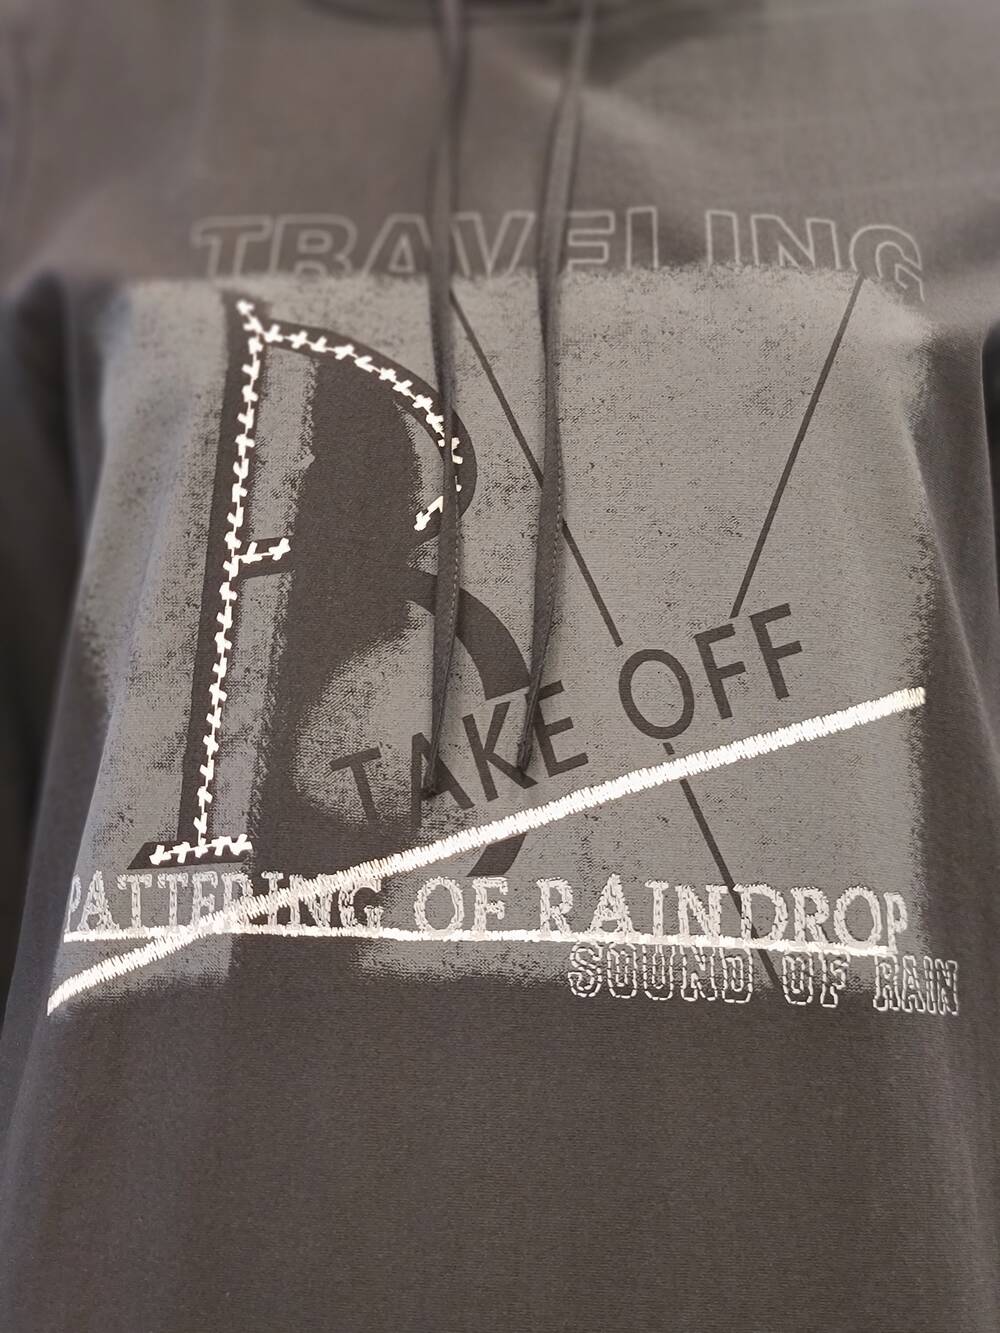 TRAVELING
R
TAKE OFF
PATTERING OF RAINDROP
SOUND OF RAIN